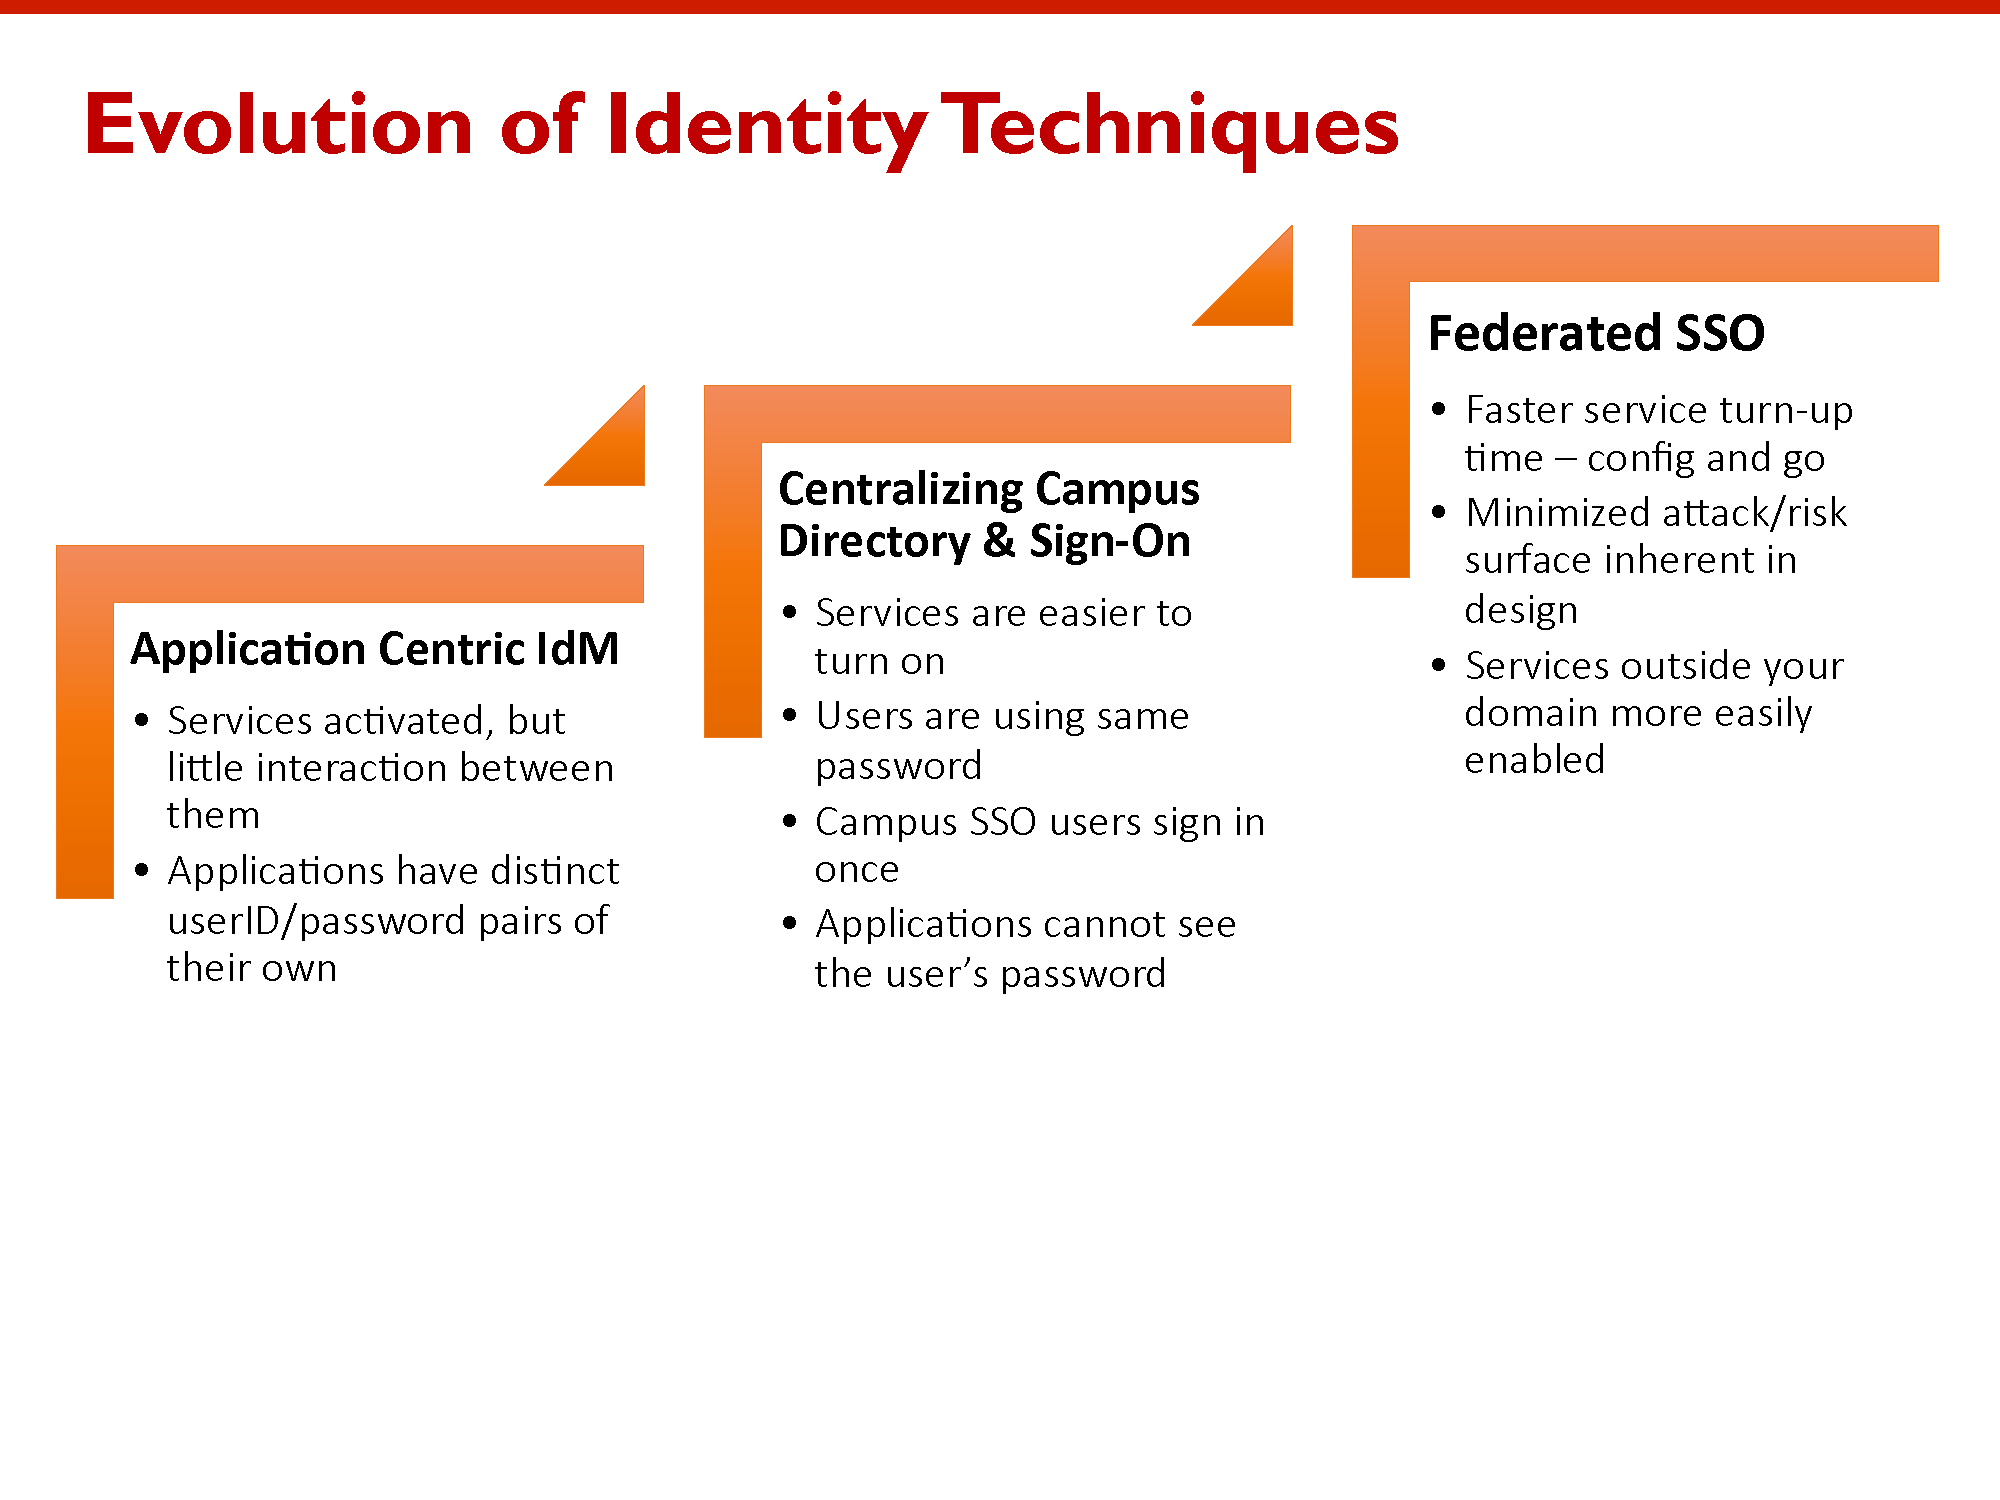 Evolution of Identity Techniques
Application Centric IdM
• Services activated, but
little interaction between
them
• Applications have distinct
userID/password pairs of
their own
Centralizing Campus
Directory & Sign-On
• Services are easier to
turn on
• Users are using same
password
• Campus SSO users sign in
once
• Applications cannot see
the user’s password
Federated SSO
• Faster service turn-up
time – config and go
• Minimized attack/risk
surface inherent in
design
• Services outside your
domain more easily
enabled